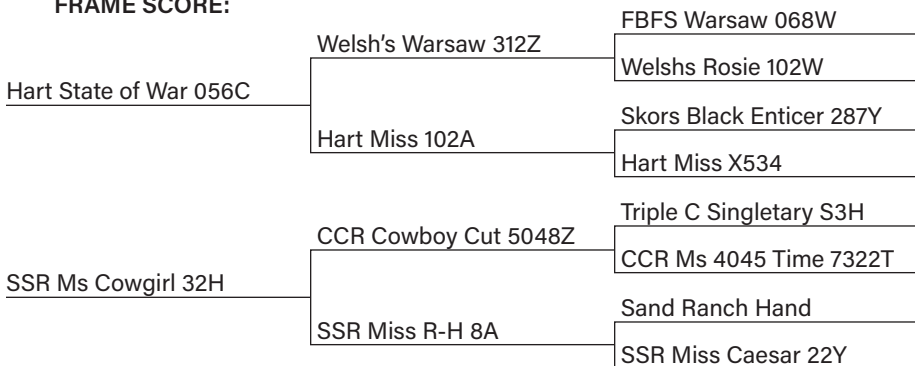 FRAME SCORE:
FBFS Warsaw 068W
Welsh's Warsaw 312Z
Welshs Rosie 102W
Hart State of War 056C
Skors Black Enticer 287Y
Hart Miss 102A
Hart Miss X534
Triple C Singletary S3H
CCR Cowboy Cut 5048Z
CCR Ms 4045 Time 7322T
SSR Ms Cowgirl 32H
Sand Ranch Hand
SSR Miss R-H 8A
SSR Miss Caesar 22Y